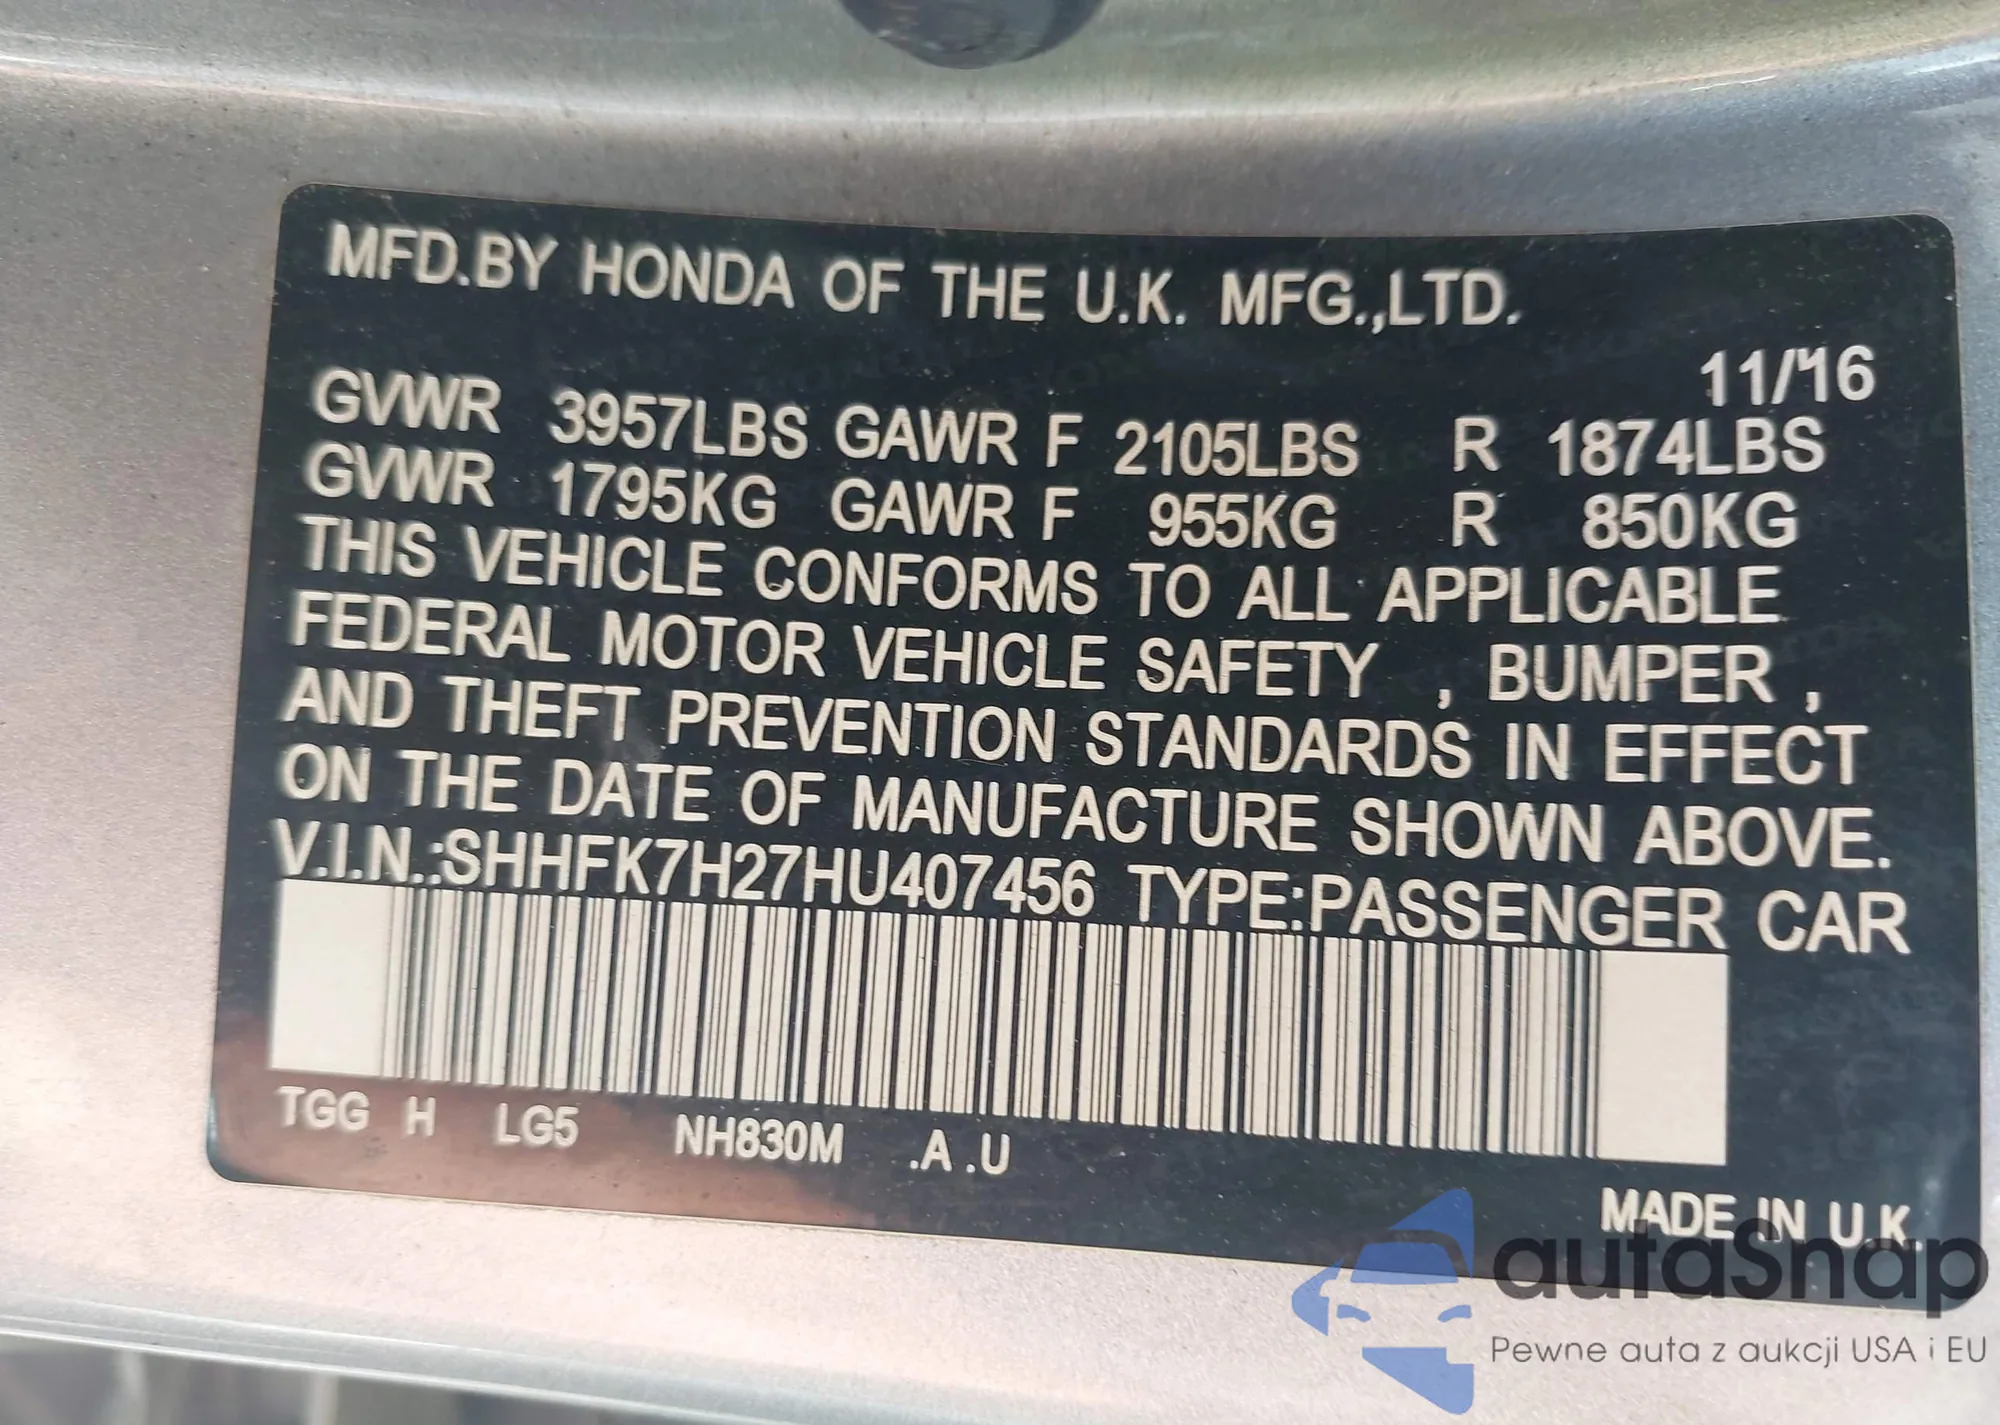 MFD.BY HONDA OF THE U.K. MFG.,LTD.
11/16
GVWR 3957LBS GAWR F 2105LBS R 1874LBS
GVWR 1795KG GAWR F 955KG R 850KG
THIS VEHICLE CONFORMS TO ALL APPLICABLE
FEDERAL MOTOR VEHICLE SAFETY , BUMPER ,
AND THEFT PREVENTION STANDARDS IN EFFECT
ON THE DATE OF MANUFACTURE SHOWN ABOVE.
V.I.N.:SHHFK7H27HU407456 TYPE:PASSENGER CAR
TGG H LG5 NH830M .A .U
MADE IN U.K.
autaSnap
Pewne auta z aukcji USA i EU